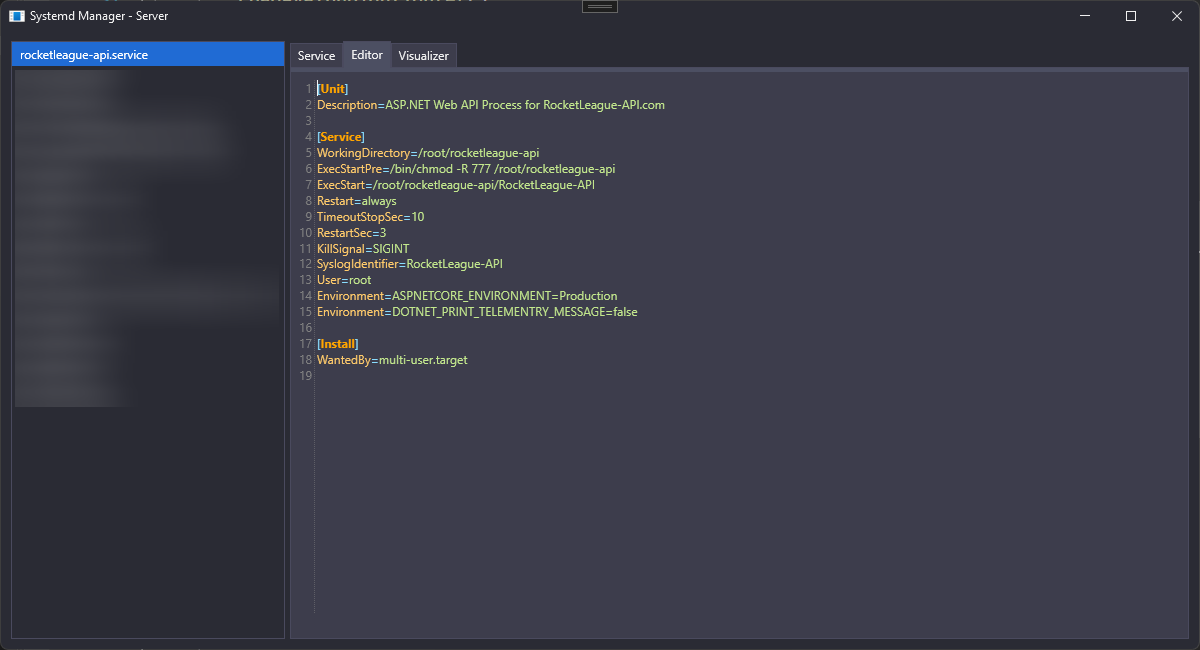 Systemd Manager - Server
rocketleague-api.service
Service Editor Visualizer
1 [Unit]
2 Description=ASP.NET Web API Process for RocketLeague-API.com
3
4 [Service]
5 WorkingDirectory=/root/rocketleague-api
6 ExecStartPre=/bin/chmod -R 777 /root/rocketleague-api
7 ExecStart=/root/rocketleague-api/RocketLeague-API
8 Restart=always
9 TimeoutStopSec=10
10 RestartSec=3
11 KillSignal=SIGINT
12 SyslogIdentifier=RocketLeague-API
13 User=root
14 Environment=ASPNETCORE_ENVIRONMENT=Production
15 Environment=DOTNET_PRINT_TELEMENTRY_MESSAGE=false
16
17 [Install]
18 WantedBy=multi-user.target
19